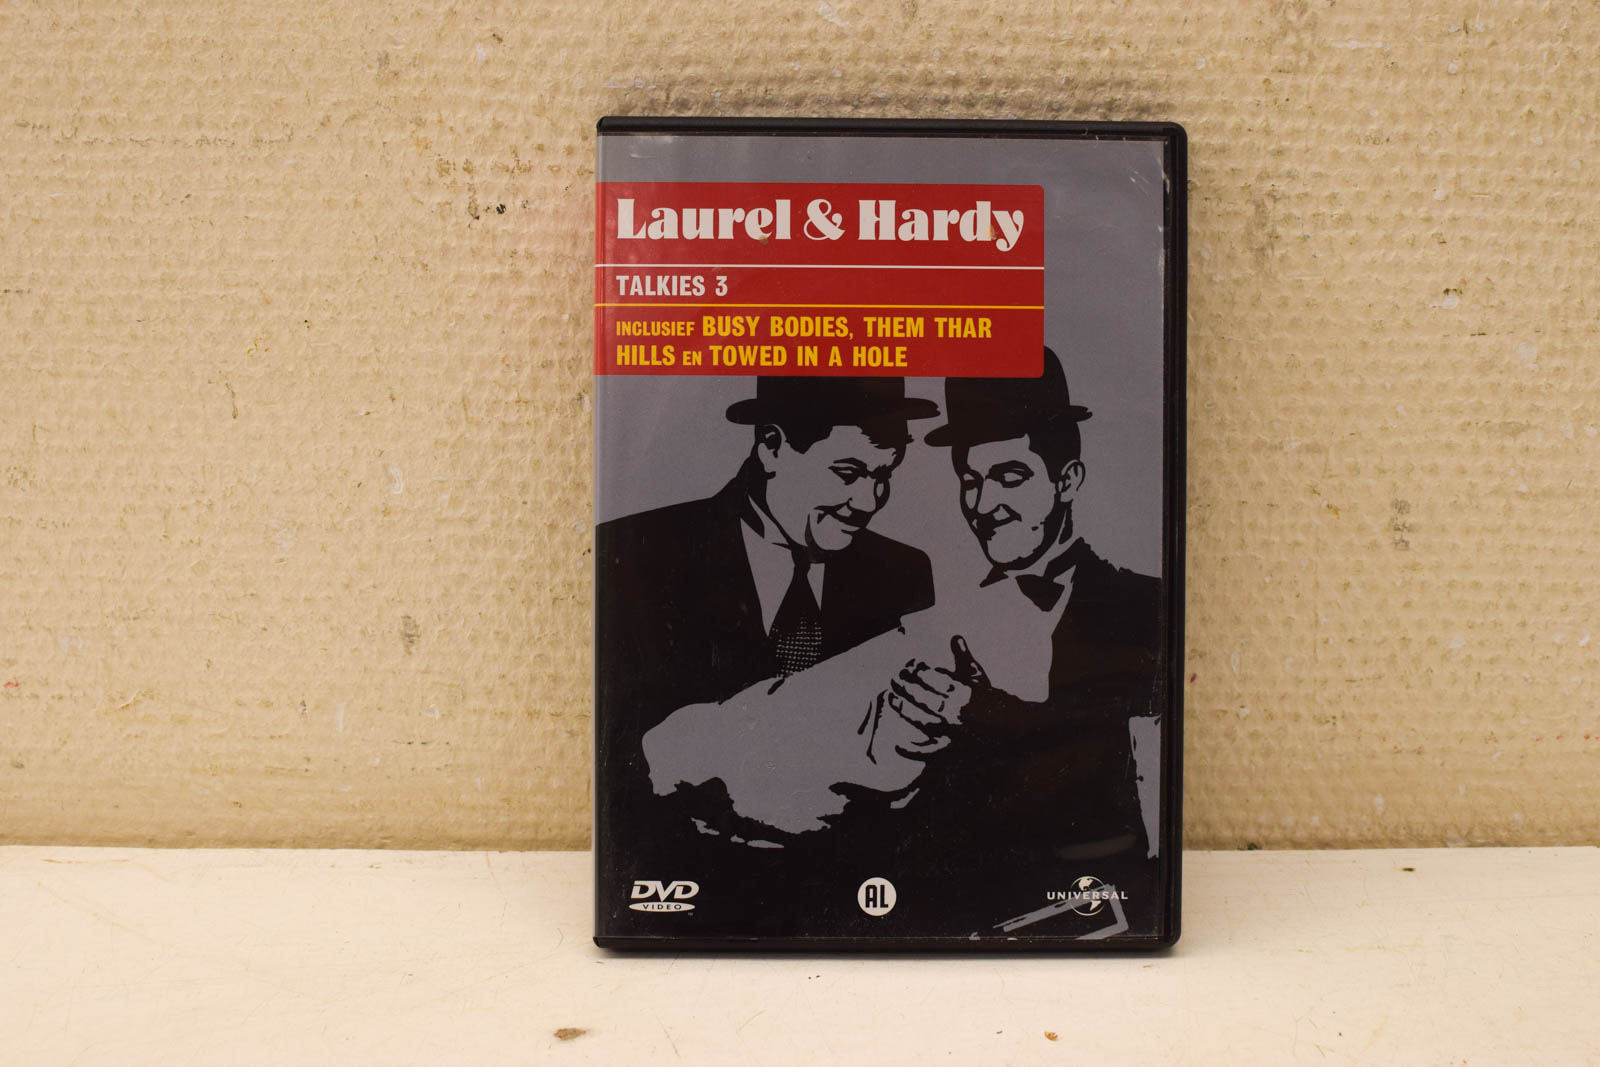 Laurel & Hardy
TALKIES 3
INCLUSIEF BUSY BODIES, THEM THAR
HILLS EN TOWED IN A HOLE
DVD
VIDEO
AL
UNIVERSAL